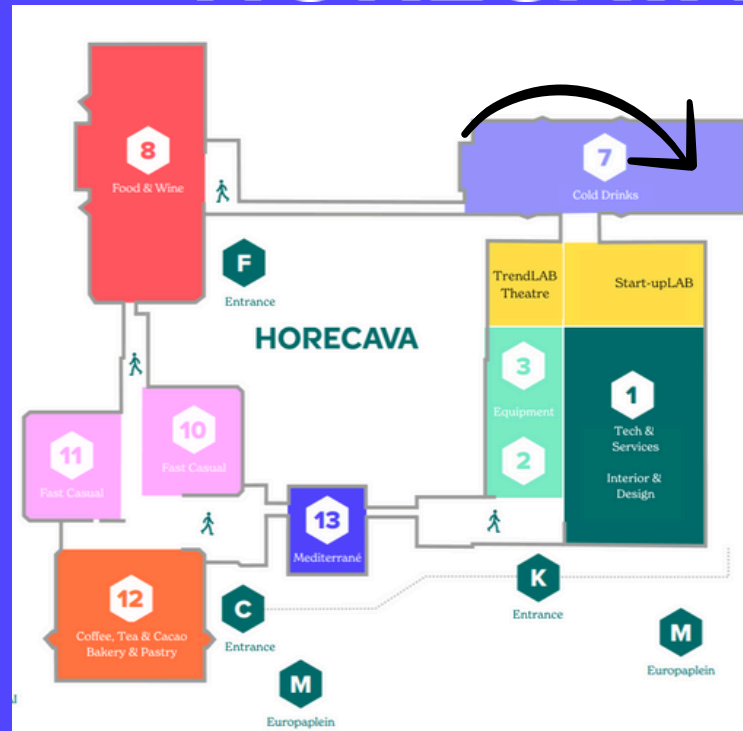 8
Food & Wine
7
Cold Drinks
F
Entrance
TrendLAB
Theatre
Start-upLAB
HORECAVA
3
Equipment
2
1
Tech &
Services
Interior &
Design
10
Fast Casual
11
Fast Casual
13
Mediterrané
12
Coffee, Tea & Cacao
Bakery & Pastry
C
Entrance
K
Entrance
M
Europaplein
M
Europaplein